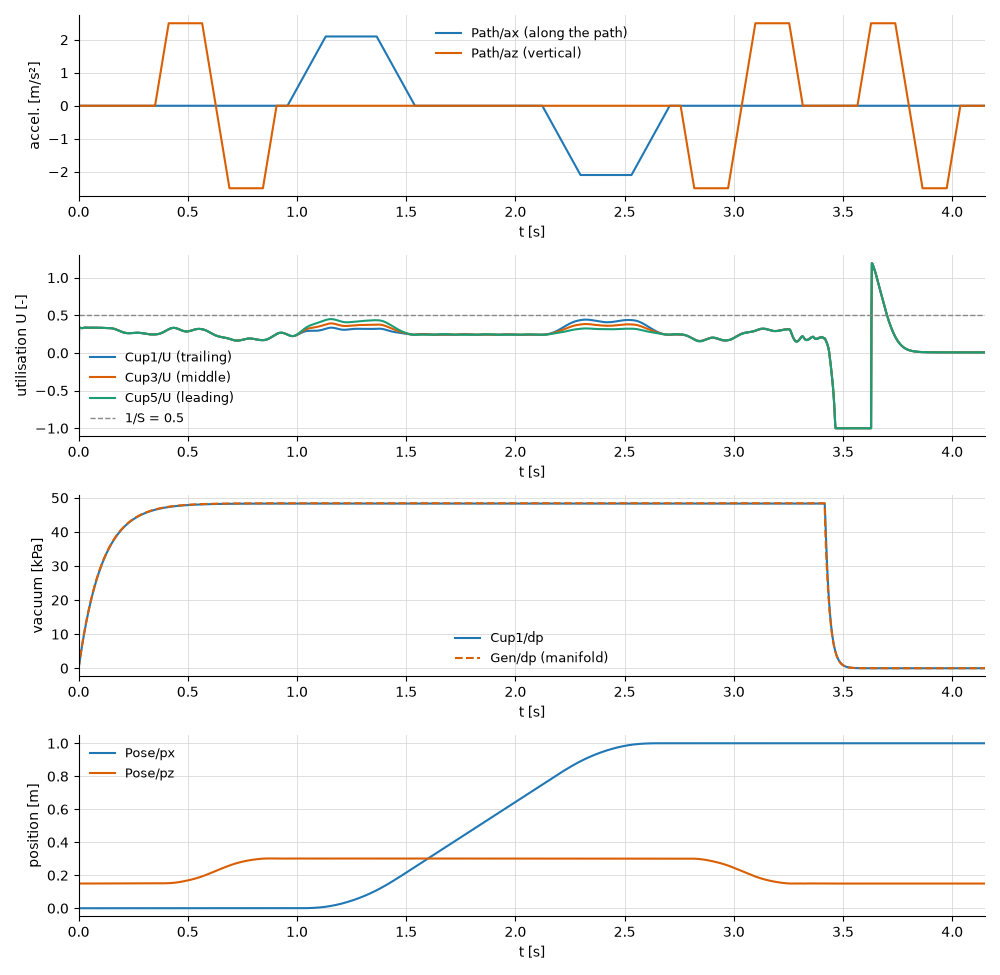 2
1
0
−1
−2
accel. [m/s²]
Path/ax (along the path)
Path/az (vertical)
0.0 0.5 1.0 1.5 2.0 2.5 3.0 3.5 4.0
t [s]
1.0
0.5
0.0
−0.5
−1.0
utilisation U [-]
Cup1/U (trailing)
Cup3/U (middle)
Cup5/U (leading)
1/S = 0.5
0.0 0.5 1.0 1.5 2.0 2.5 3.0 3.5 4.0
t [s]
50
40
30
20
10
0
vacuum [kPa]
Cup1/dp
Gen/dp (manifold)
0.0 0.5 1.0 1.5 2.0 2.5 3.0 3.5 4.0
t [s]
1.0
0.8
0.6
0.4
0.2
0.0
position [m]
Pose/px
Pose/pz
0.0 0.5 1.0 1.5 2.0 2.5 3.0 3.5 4.0
t [s]